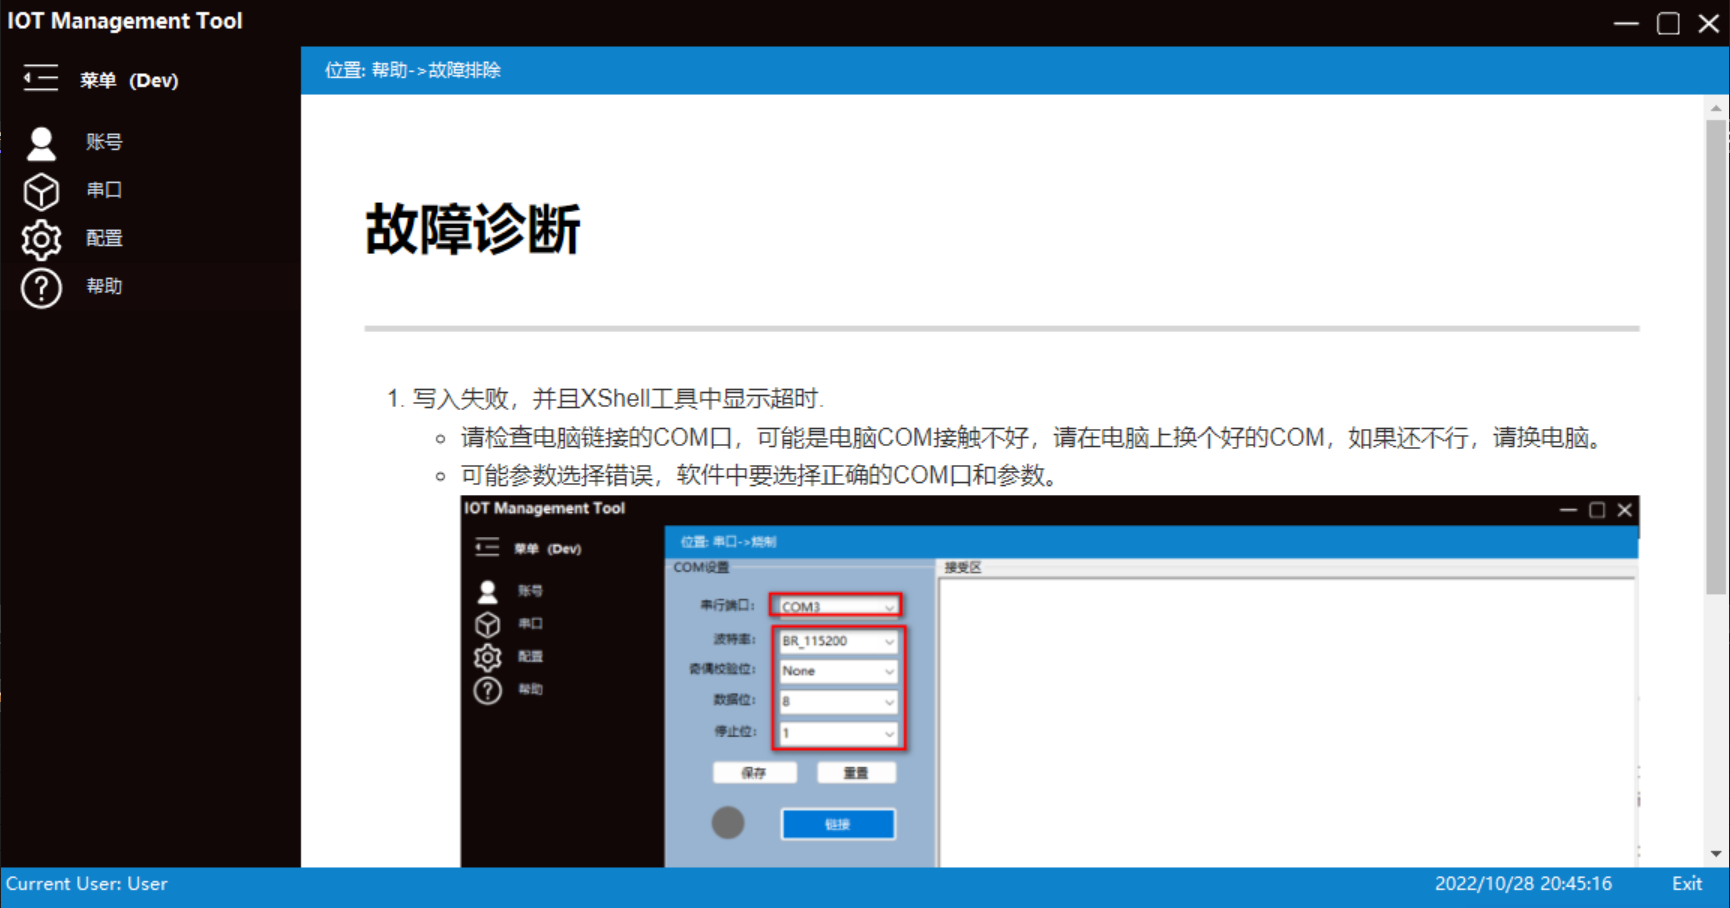 IOT Management Tool
菜单 (Dev)
位置: 帮助->故障排除
账号
串口
配置
帮助
故障诊断
1. 写入失败，并且XShell工具中显示超时.
请检查电脑链接的COM口，可能是电脑COM接触不好，请在电脑上换个好的COM，如果还不行，请换电脑。
可能参数选择错误，软件中要选择正确的COM口和参数。
IOT Management Tool
菜单 (Dev)
位置: 串口->烧制
账号
串口
配置
帮助
COM设置
接受区
串行端口: COM3
波特率: BR_115200
奇偶校验位: None
数据位: 8
停止位: 1
保存 重置
链接
Current User: User
2022/10/28 20:45:16
Exit